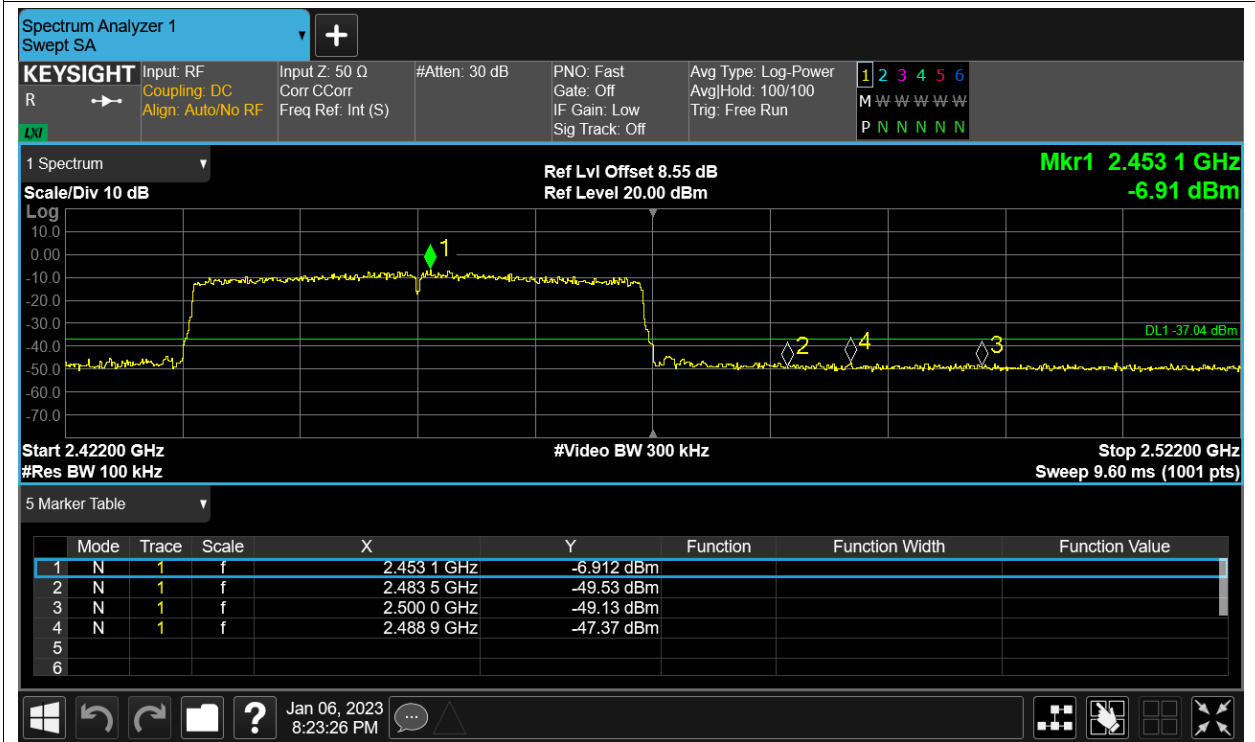 Spectrum Analyzer 1
Swept SA
KEYSIGHT
R
LXI
Input: RF
Coupling: DC
Align: Auto/No RF
Input Z: 50 Ω
Corr CCorr
Freq Ref: Int (S)
#Atten: 30 dB
PNO: Fast
Gate: Off
IF Gain: Low
Sig Track: Off
Avg Type: Log-Power
Avg|Hold: 100/100
Trig: Free Run
1 2 3 4 5 6
M W W W W W
P N N N N N
1 Spectrum
Scale/Div 10 dB
Ref Lvl Offset 8.55 dB
Ref Level 20.00 dBm
Mkr1 2.453 1 GHz
-6.91 dBm
Log
10.0
0.00
-10.0
-20.0
-30.0
-40.0
-50.0
-60.0
-70.0
1
2
4
3
DL1 -37.04 dBm
Start 2.42200 GHz
#Video BW 300 kHz
Stop 2.52200 GHz
#Res BW 100 kHz
Sweep 9.60 ms (1001 pts)
5 Marker Table
Mode Trace Scale X Y Function Function Width Function Value
1 N 1 f 2.453 1 GHz -6.912 dBm
2 N 1 f 2.483 5 GHz -49.53 dBm
3 N 1 f 2.500 0 GHz -49.13 dBm
4 N 1 f 2.488 9 GHz -47.37 dBm
5
6
?
Jan 06, 2023
8:23:26 PM